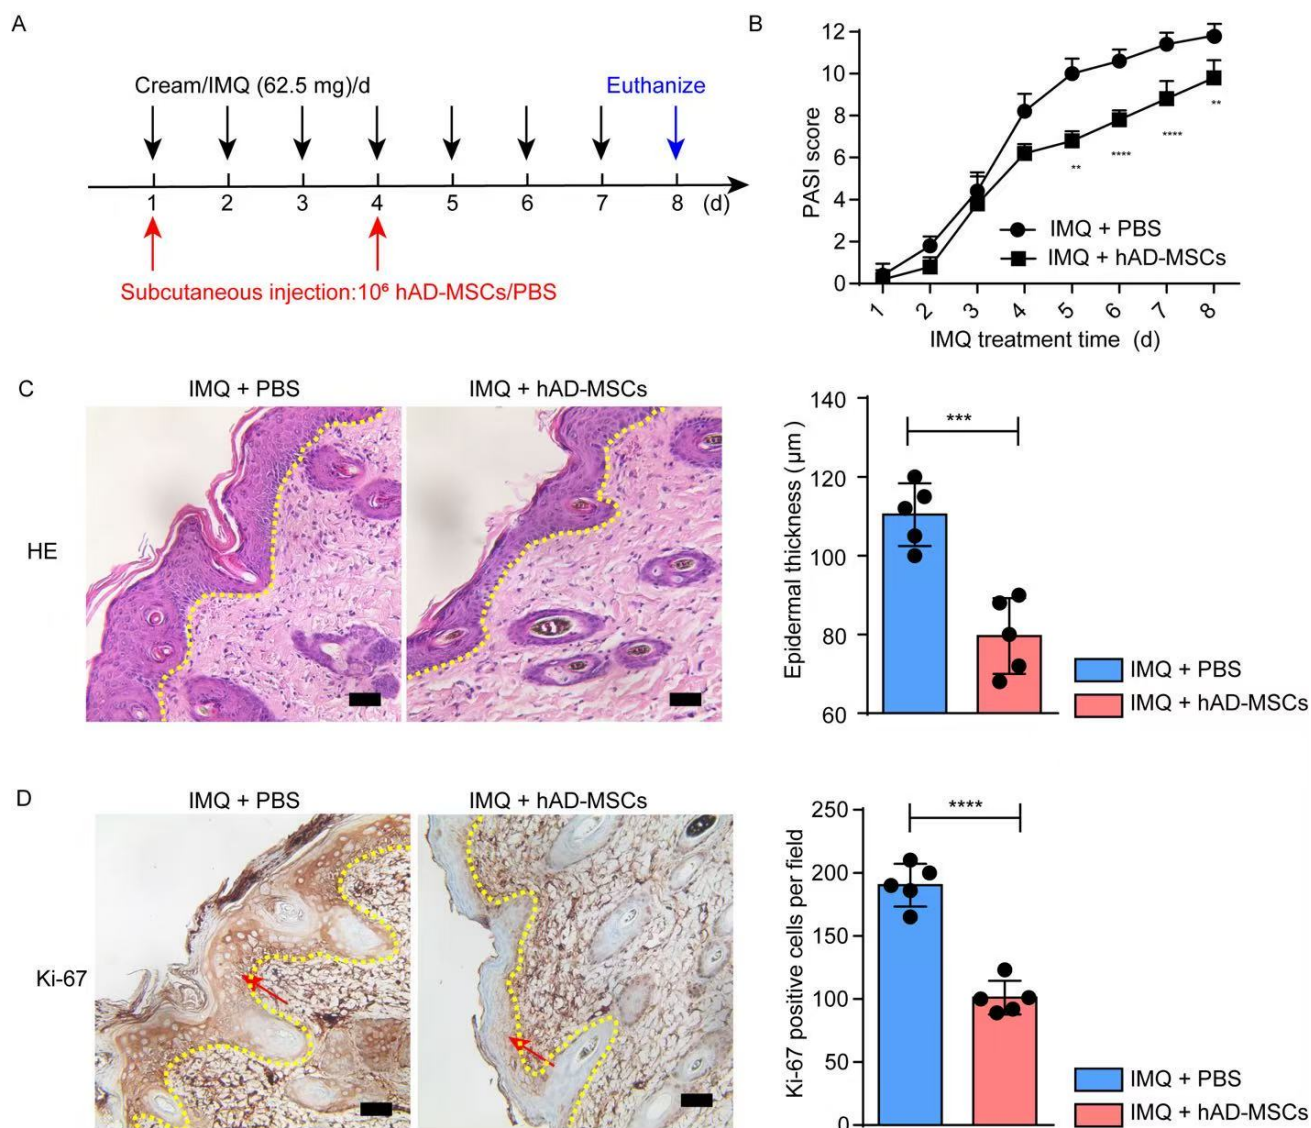 A
Cream/IMQ (62.5 mg)/d
Euthanize
1 2 3 4 5 6 7 8 (d)
Subcutaneous injection:10⁶ hAD-MSCs/PBS
B
PASI score
12
10
8
6
4
2
0
** **** **** **
IMQ + PBS
IMQ + hAD-MSCs
1 2 3 4 5 6 7 8
IMQ treatment time (d)
C
IMQ + PBS
IMQ + hAD-MSCs
HE
Epidermal thickness (µm)
140
120
100
80
60
***
IMQ + PBS
IMQ + hAD-MSCs
D
IMQ + PBS
IMQ + hAD-MSCs
Ki-67
Ki-67 positive cells per field
250
200
150
100
50
0
****
IMQ + PBS
IMQ + hAD-MSCs